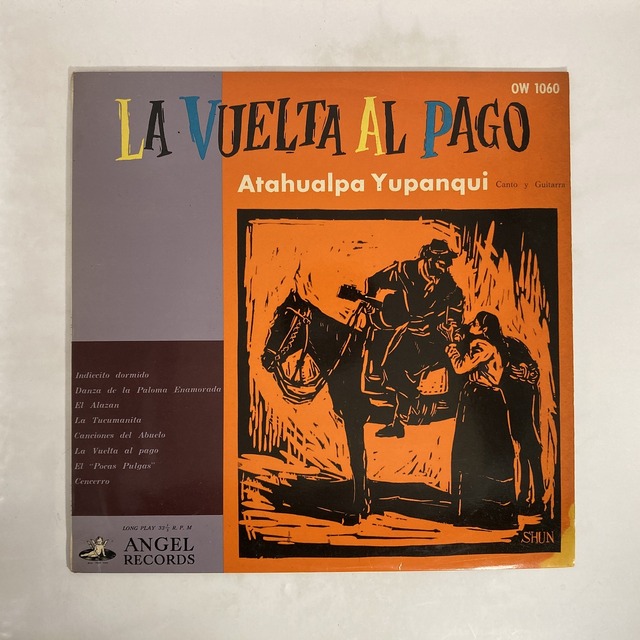 OW 1060
LA VUELTA AL PAGO
Atahualpa Yupanqui Canto y Guitarra
Indiecito dormido
Danza de la Paloma Enamorada
El Alazan
La Tucumanita
Canciones del Abuelo
La Vuelta al pago
El "Pocas Pulgas"
Cencerro
LONG PLAY 33⅓ R. P. M
ANGEL
RECORDS
SHUN